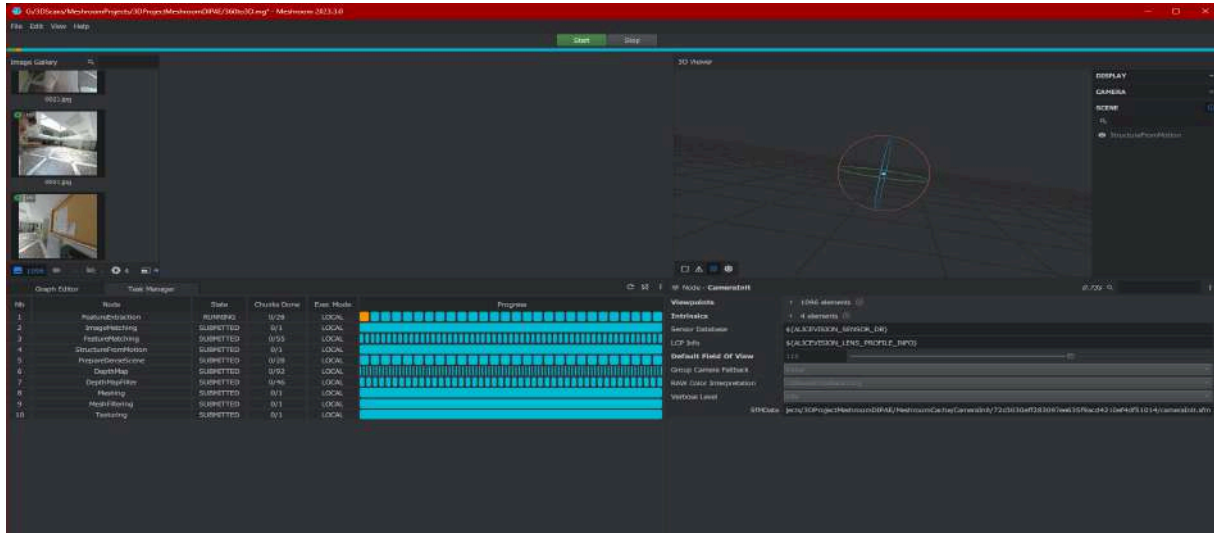 G:/3DScans/MeshroomProjects/3DProjectMeshroomDIPAE/360to3D.mg* - Meshroom 2023.3.0
File Edit View Help
Start Stop
Image Gallery
3D Viewer
0021.jpg
0031.jpg
DISPLAY
CAMERA
SCENE
StructureFromMotion
4
Graph Editor Task Manager
Node - CameraInit
Nb Node State Chunks Done Exec Mode Progress
1 FeatureExtraction RUNNING 0/28 LOCAL
2 ImageMatching SUBMITTED 0/1 LOCAL
3 FeatureMatching SUBMITTED 0/55 LOCAL
4 StructureFromMotion SUBMITTED 0/1 LOCAL
5 PrepareDenseScene SUBMITTED 0/28 LOCAL
6 DepthMap SUBMITTED 0/92 LOCAL
7 DepthMapFilter SUBMITTED 0/46 LOCAL
8 Meshing SUBMITTED 0/1 LOCAL
9 MeshFiltering SUBMITTED 0/1 LOCAL
10 Texturing SUBMITTED 0/1 LOCAL
Viewpoints 1096 elements
Intrinsics 4 elements
Sensor Database ${ALICEVISION_SENSOR_DB}
LCP Info ${ALICEVISION_LENS_PROFILE_INFO}
Default Field Of View
Group Camera Fallback
RAW Color Interpretation
Verbose Level
SfMData